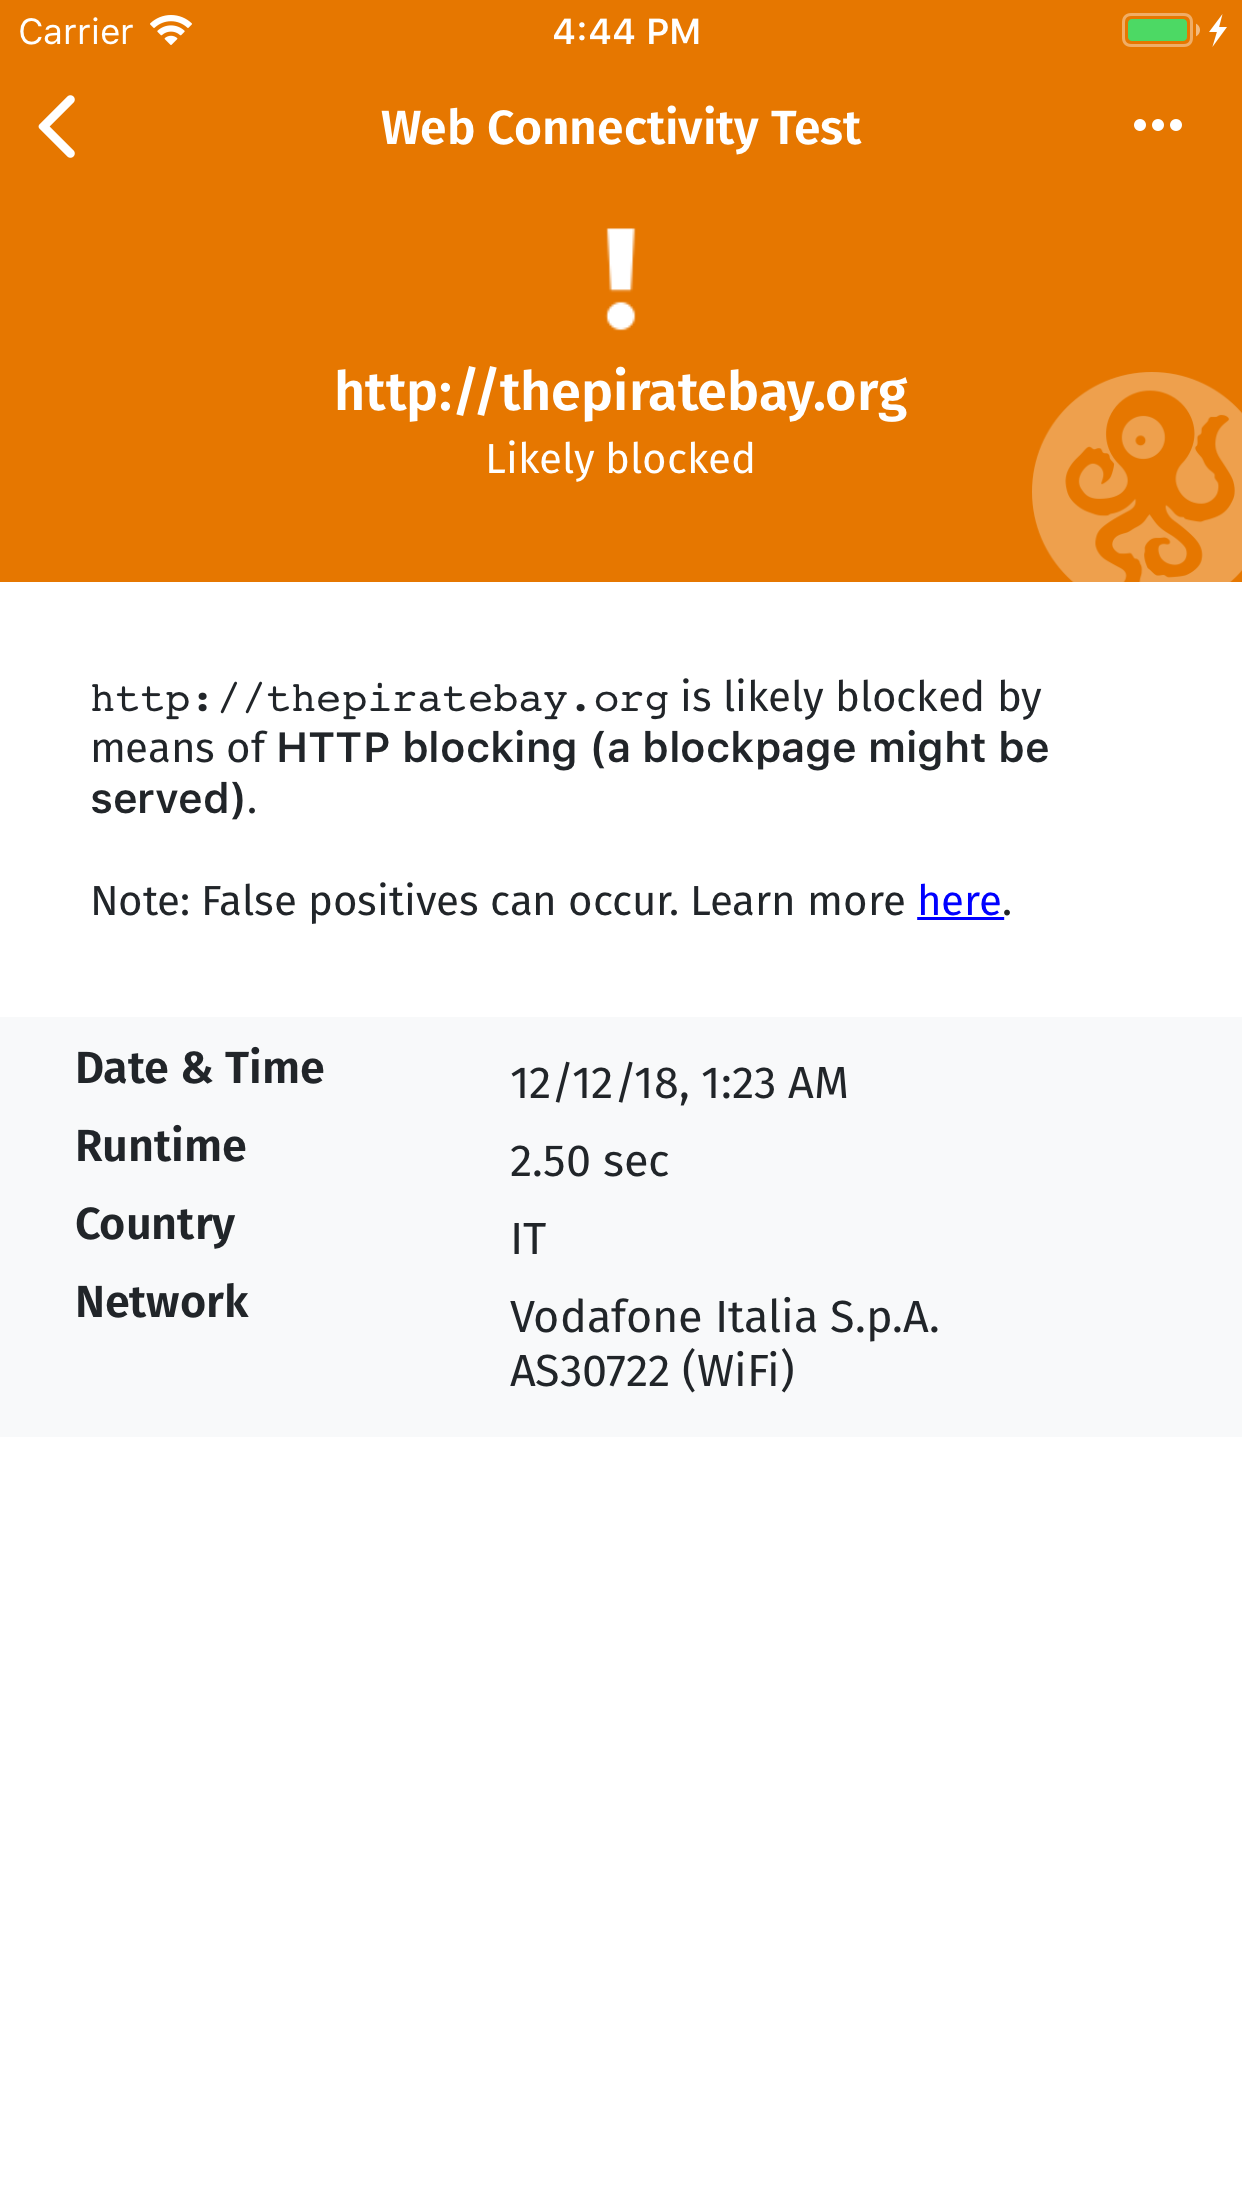 Carrier
4:44 PM
Web Connectivity Test
!
http://thepiratebay.org
Likely blocked
http://thepiratebay.org is likely blocked by
means of HTTP blocking (a blockpage might be
served).
Note: False positives can occur. Learn more here.
Date & Time
12/12/18, 1:23 AM
Runtime
2.50 sec
Country
IT
Network
Vodafone Italia S.p.A.
AS30722 (WiFi)